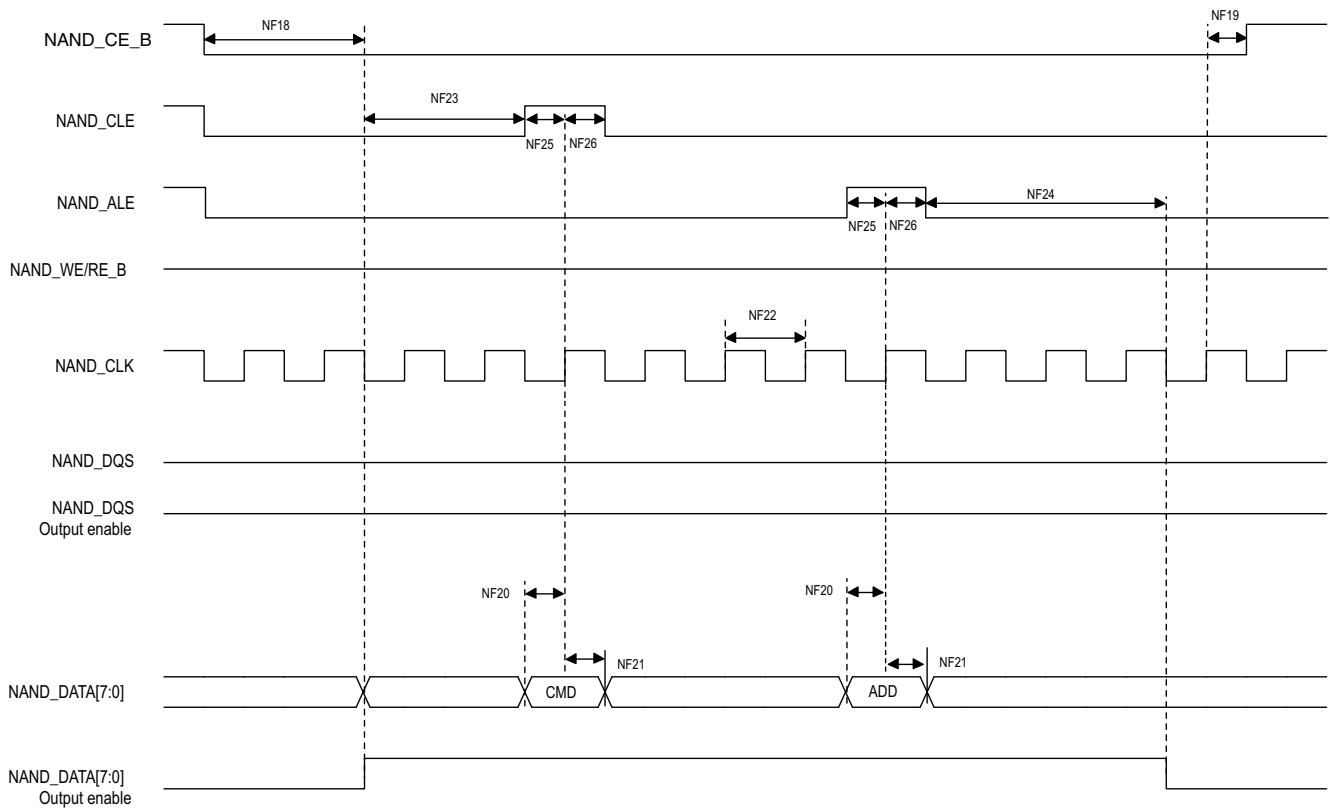 NF18
NF19
NAND_CE_B
NF23
NAND_CLE
NF25
NF26
NF24
NAND_ALE
NF25
NF26
NAND_WE/RE_B
NF22
NAND_CLK
NAND_DQS
NAND_DQS
Output enable
NF20
NF20
NF21
NF21
NAND_DATA[7:0]
CMD
ADD
NAND_DATA[7:0]
Output enable